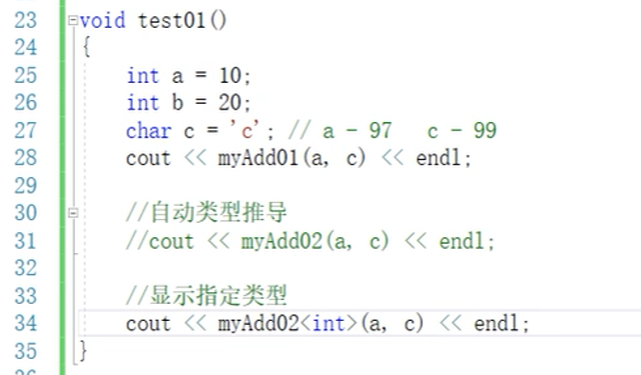 23 void test01()
24 {
25 int a = 10;
26 int b = 20;
27 char c = 'c'; // a - 97 c - 99
28 cout << myAdd01(a, c) << endl;
29
30 //自动类型推导
31 //cout << myAdd02(a, c) << endl;
32
33 //显示指定类型
34 cout << myAdd02<int>(a, c) << endl;
35 }